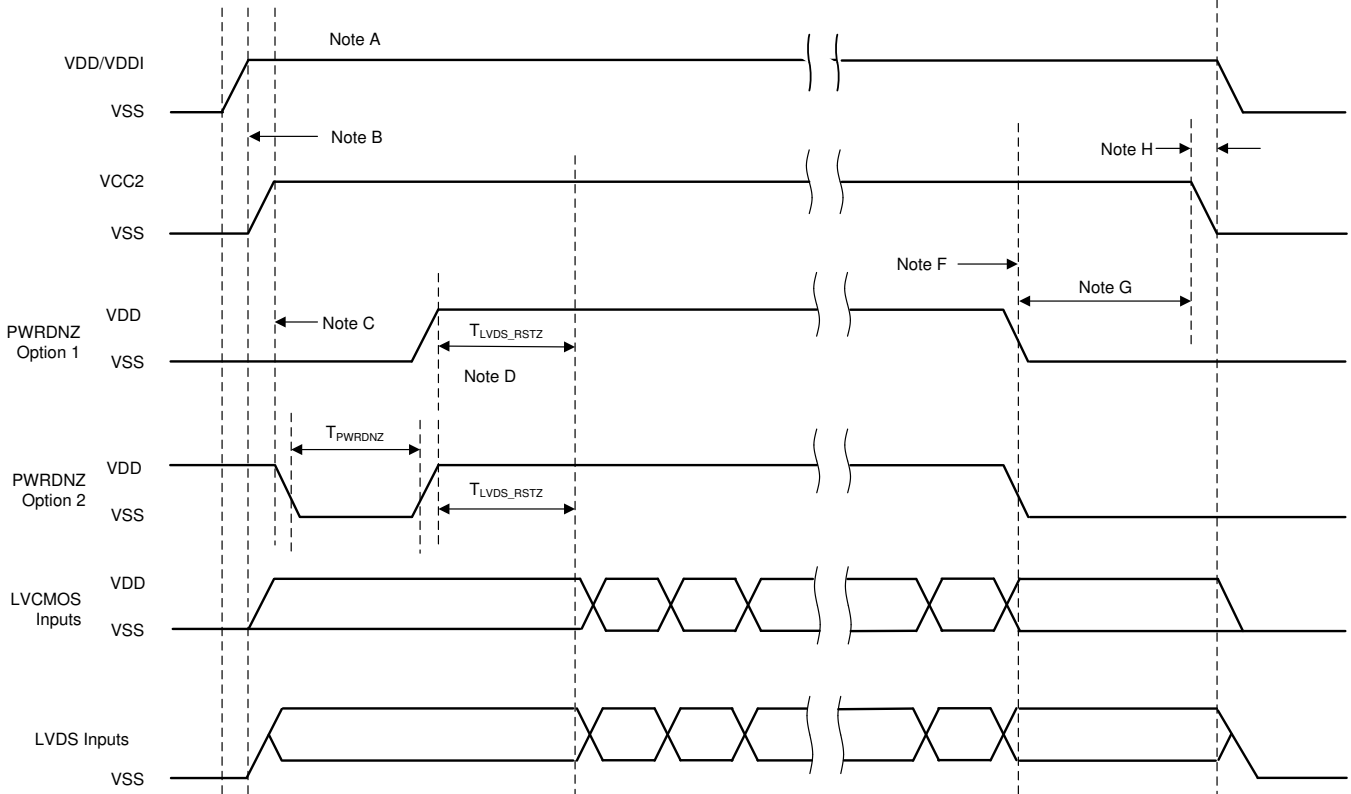 Note A
VDD/VDDI
VSS
Note B
Note H
VCC2
VSS
Note F
Note G
VDD
Note C
PWRDNZ
Option 1
TLVDS_RSTZ
VSS
Note D
TPWRDNZ
VDD
PWRDNZ
Option 2
TLVDS_RSTZ
VSS
VDD
LVCMOS
Inputs
VSS
LVDS Inputs
VSS